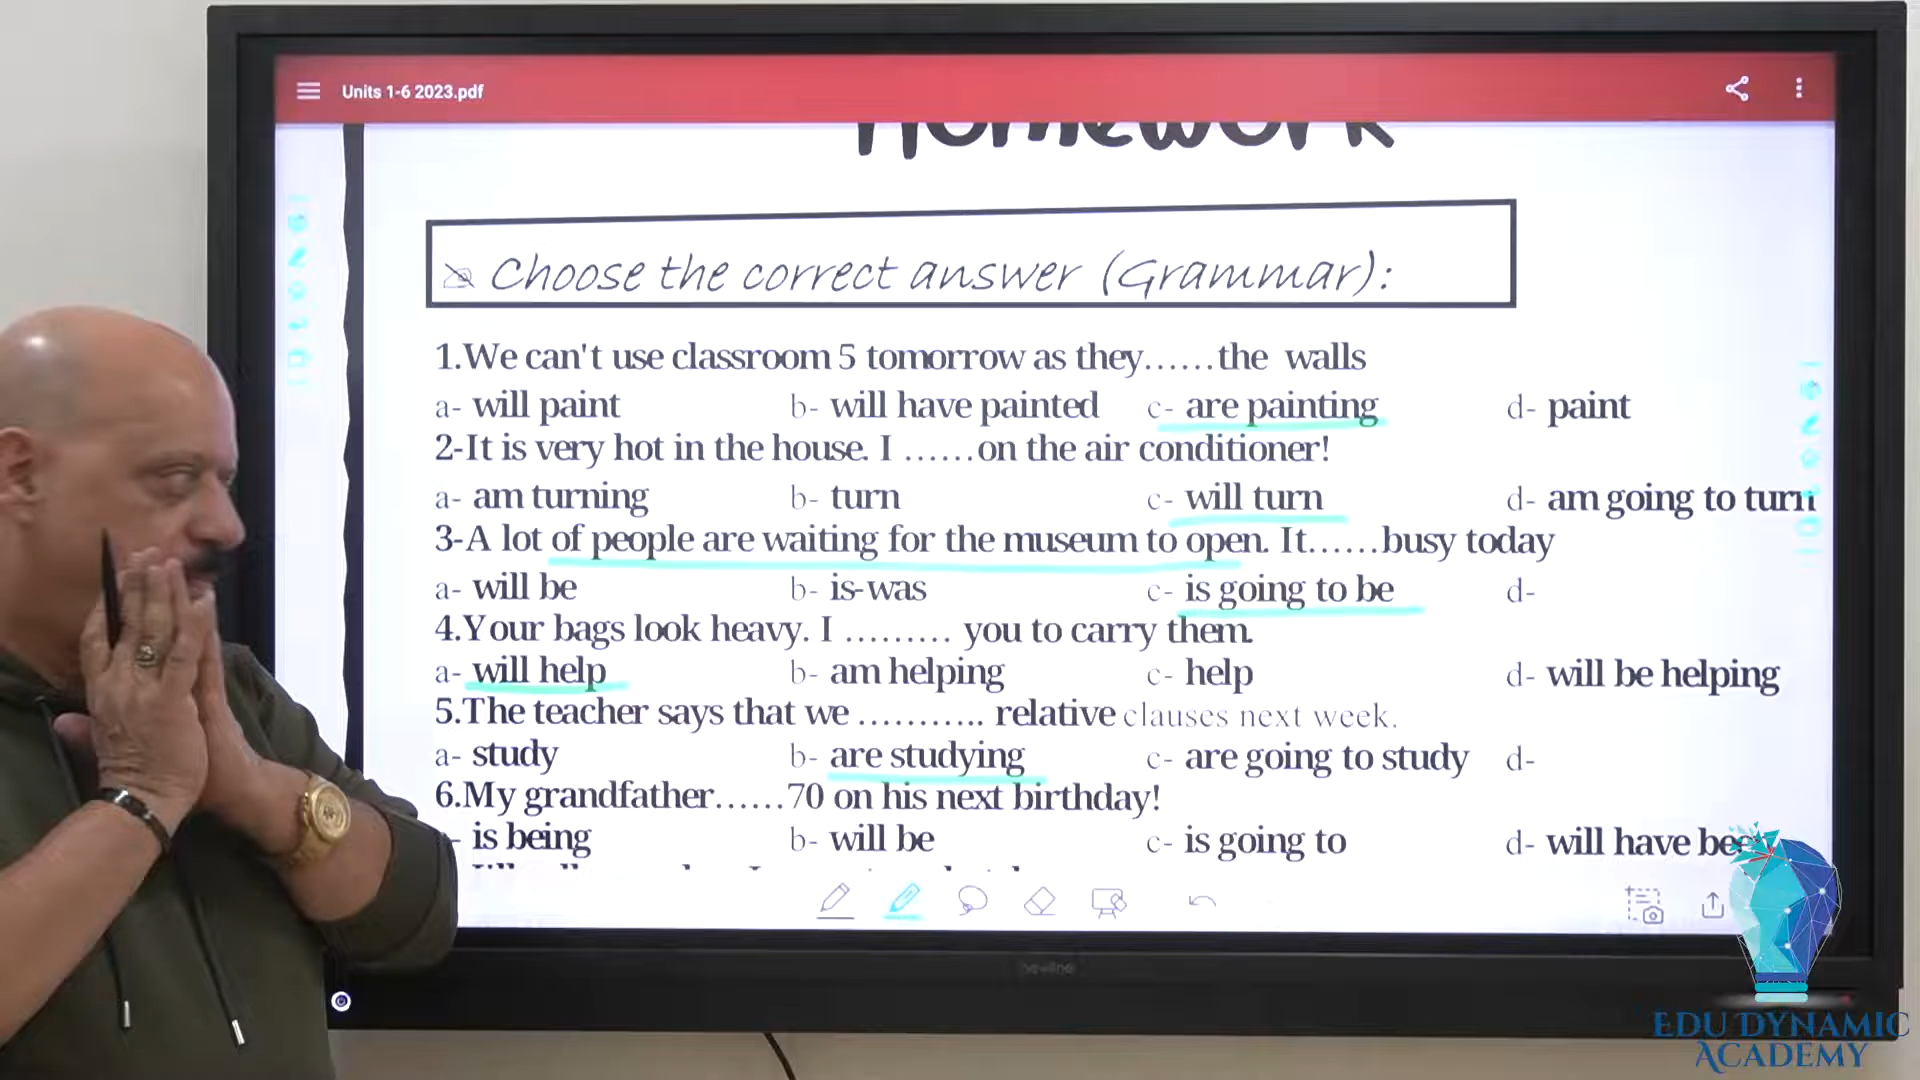 Units 1-6 2023.pdf
Homework
Choose the correct answer (Grammar):
1.We can't use classroom 5 tomorrow as they......the walls
a- will paint b- will have painted c- are painting d- paint
2-It is very hot in the house. I ......on the air conditioner!
a- am turning b- turn c- will turn d- am going to turn
3-A lot of people are waiting for the museum to open. It......busy today
a- will be b- is-was c- is going to be d-
4.Your bags look heavy. I ......... you to carry them.
a- will help b- am helping c- help d- will be helping
5.The teacher says that we ........... relative clauses next week.
a- study b- are studying c- are going to study d-
6.My grandfather......70 on his next birthday!
- is being b- will be c- is going to d- will have bee
EDU DYNAMIC
ACADEMY